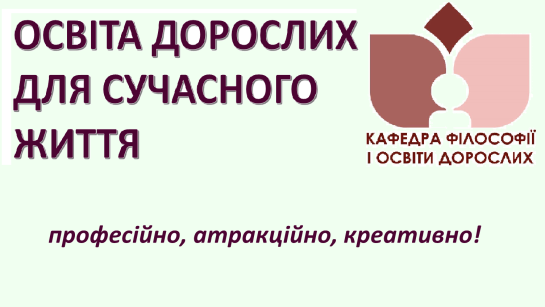 ОСВІТА ДОРОСЛИХ
ДЛЯ СУЧАСНОГО
ЖИТТЯ
КАФЕДРА ФІЛОСОФІЇ
І ОСВІТИ ДОРОСЛИХ
професійно, атракційно, креативно!